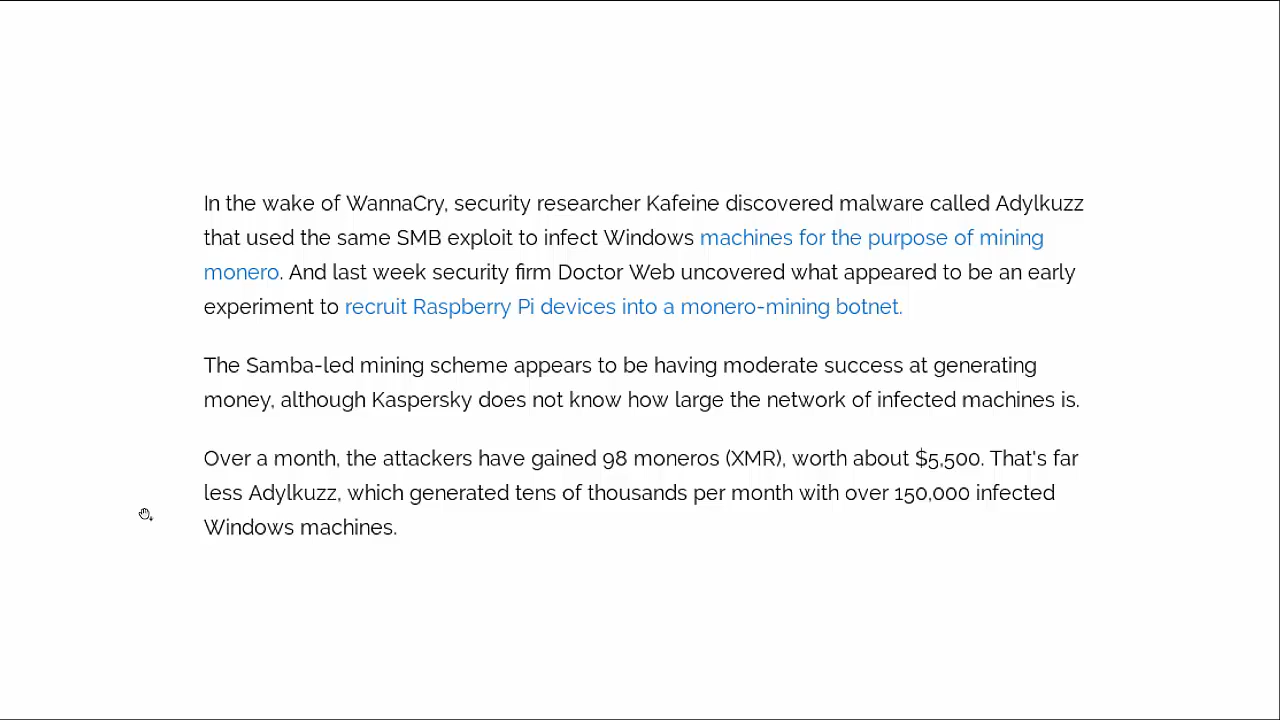 In the wake of WannaCry, security researcher Kafeine discovered malware called Adylkuzz
that used the same SMB exploit to infect Windows machines for the purpose of mining
monero. And last week security firm Doctor Web uncovered what appeared to be an early
experiment to recruit Raspberry Pi devices into a monero-mining botnet.
The Samba-led mining scheme appears to be having moderate success at generating
money, although Kaspersky does not know how large the network of infected machines is.
Over a month, the attackers have gained 98 moneros (XMR), worth about $5,500. That's far
less Adylkuzz, which generated tens of thousands per month with over 150,000 infected
Windows machines.